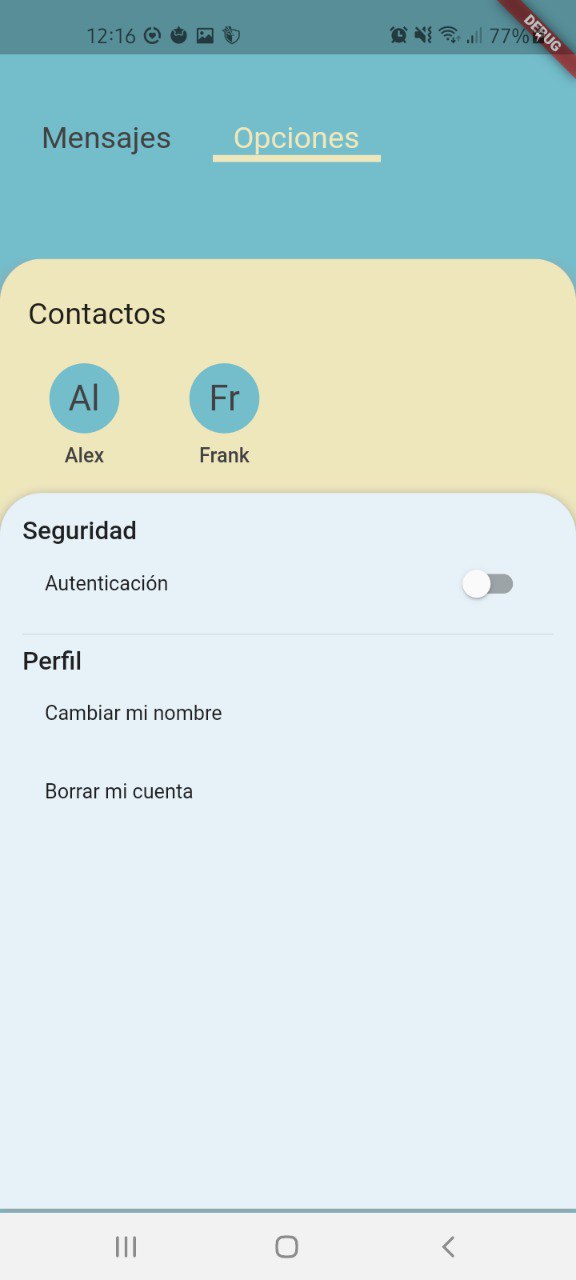 12:16
77%
DEBUG
Mensajes Opciones
Contactos
Al Fr
Alex Frank
Seguridad
Autenticación
Perfil
Cambiar mi nombre
Borrar mi cuenta